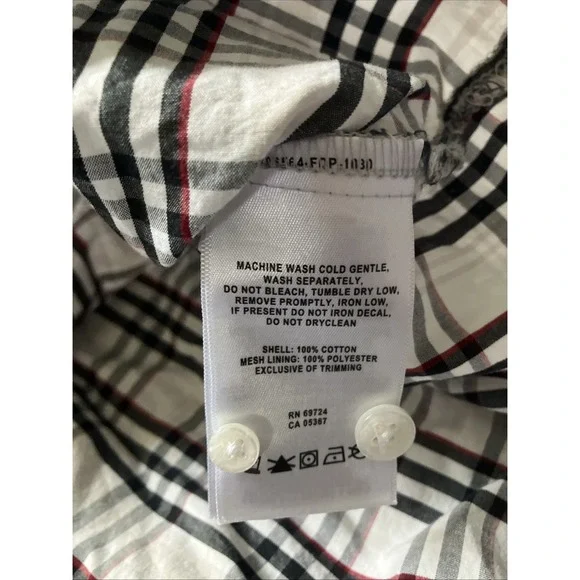 MACHINE WASH COLD GENTLE,
WASH SEPARATELY,
DO NOT BLEACH, TUMBLE DRY LOW,
REMOVE PROMPTLY, IRON LOW,
IF PRESENT DO NOT IRON DECAL,
DO NOT DRYCLEAN
SHELL: 100% COTTON
MESH LINING: 100% POLYESTER
EXCLUSIVE OF TRIMMING
RN 69724
CA 05367